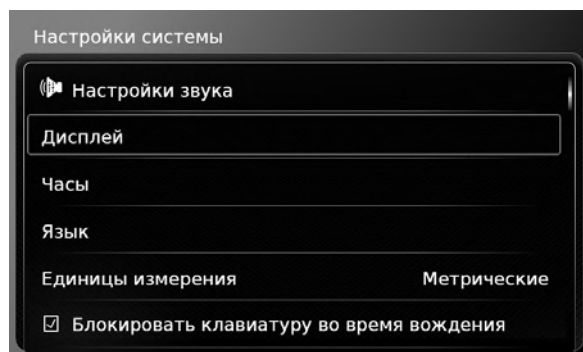 Настройки системы
Настройки звука
Дисплей
Часы
Язык
Единицы измерения Метрические
Блокировать клавиатуру во время вождения